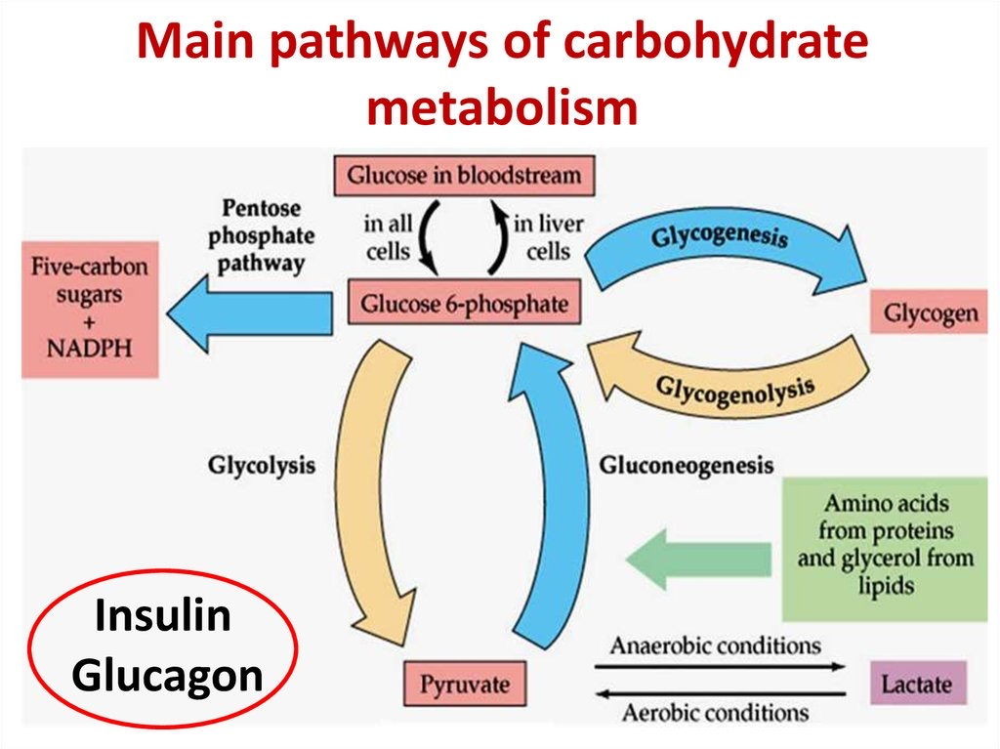 Main pathways of carbohydrate
metabolism
Glucose in bloodstream
Pentose
phosphate
pathway
in all
cells
in liver
cells
Glycogenesis
Five-carbon
sugars
+
NADPH
Glucose 6-phosphate
Glycogen
Glycogenolysis
Glycolysis
Gluconeogenesis
Amino acids
from proteins
and glycerol from
lipids
Insulin
Glucagon
Anaerobic conditions
Pyruvate
Lactate
Aerobic conditions